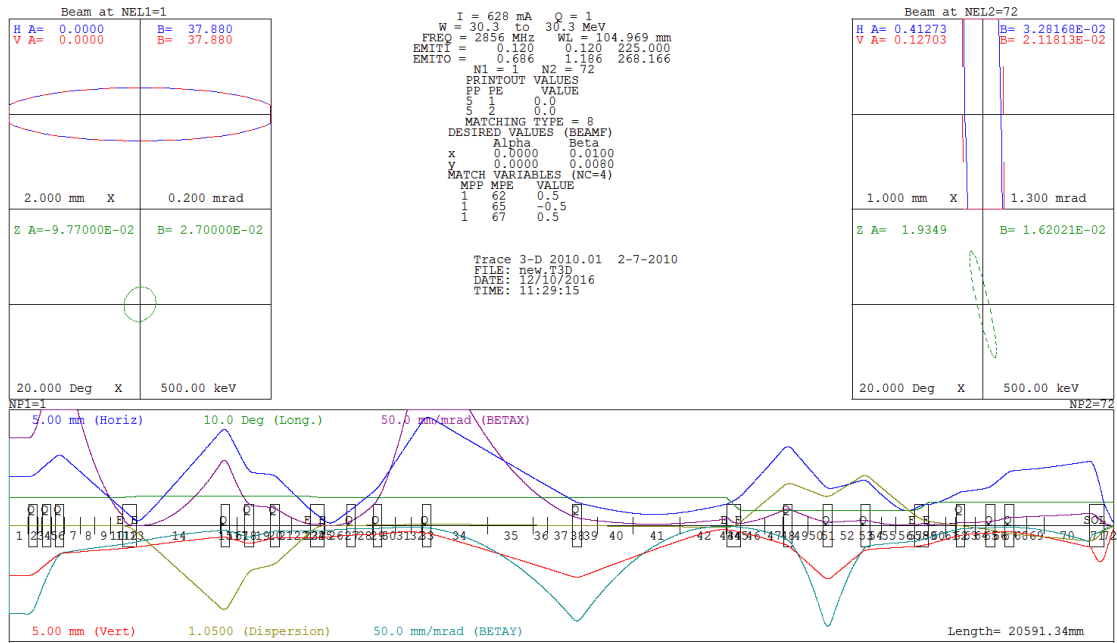 Beam at NEL1=1
H A= 0.0000 B= 37.880
V A= 0.0000 B= 37.880
2.000 mm X 0.200 mrad
Z A=-9.77000E-02 B= 2.70000E-02
20.000 Deg X 500.00 keV
NP1=1
I = 628 mA Q = 1
W = 30.3 to 30.3 MeV
FREQ = 2856 MHz WL = 104.969 mm
EMITI = 0.120 0.120 225.000
EMITO = 0.686 1.186 268.166
N1 = 1 N2 = 72
PRINTOUT VALUES
PP PE VALUE
5 1 0.0
5 2 0.0
MATCHING TYPE = 8
DESIRED VALUES (BEAMF)
Alpha Beta
x 0.0000 0.0100
y 0.0000 0.0080
MATCH VARIABLES (NC=4)
MPP MPE VALUE
1 62 0.5
1 65 -0.5
1 67 0.5
Trace 3-D 2010.01 2-7-2010
FILE: new.T3D
DATE: 12/10/2016
TIME: 11:29:15
Beam at NEL2=72
H A= 0.41273 B= 3.28168E-02
V A= 0.12703 B= 2.11813E-02
1.000 mm X 1.300 mrad
Z A= 1.9349 B= 1.62021E-02
20.000 Deg X 500.00 keV
NP2=72
5.00 mm (Horiz) 10.0 Deg (Long.) 50.0 mm/mrad (BETAX)
5.00 mm (Vert) 1.0500 (Dispersion) 50.0 mm/mrad (BETAY) Length= 20591.34mm